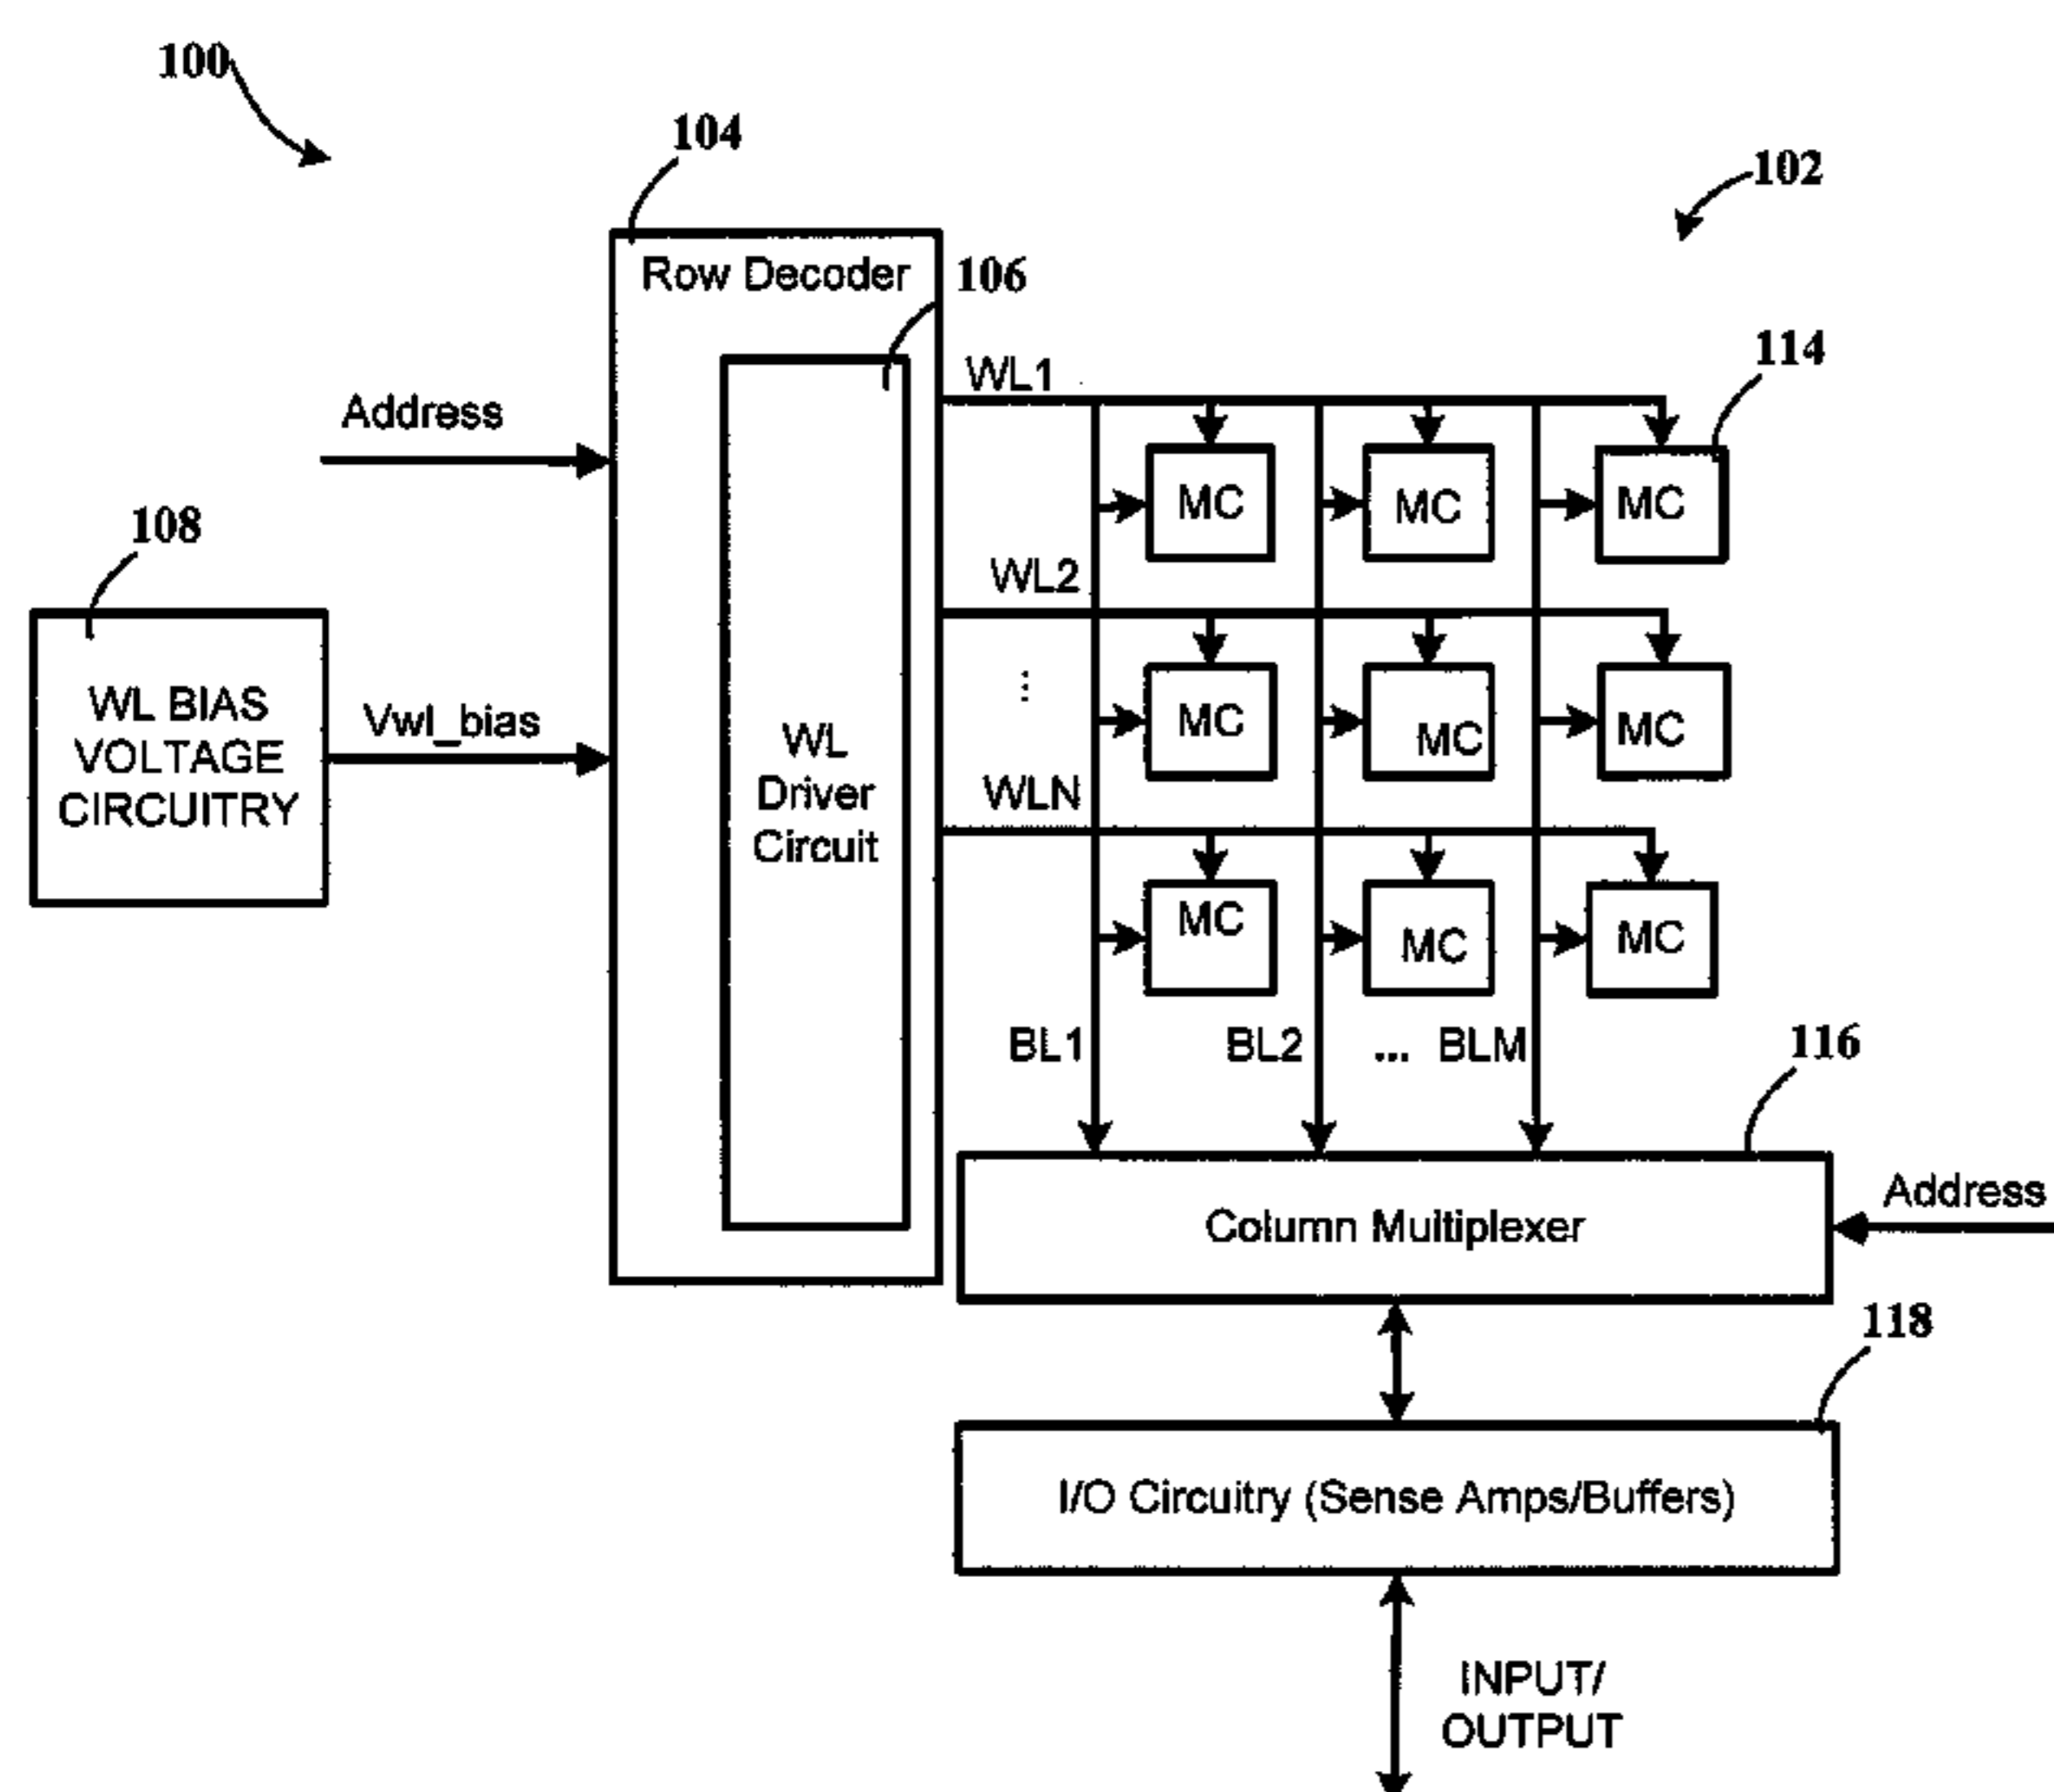 100
104
102
Row Decoder
106
WL1
114
Address
MC MC MC
108
WL2
WL BIAS
VOLTAGE
CIRCUITRY
Vwl_bias
...
MC MC MC
WL
Driver
Circuit
WLN
MC MC MC
BL1 BL2 ... BLM
116
Address
Column Multiplexer
118
I/O Circuitry (Sense Amps/Buffers)
INPUT/
OUTPUT